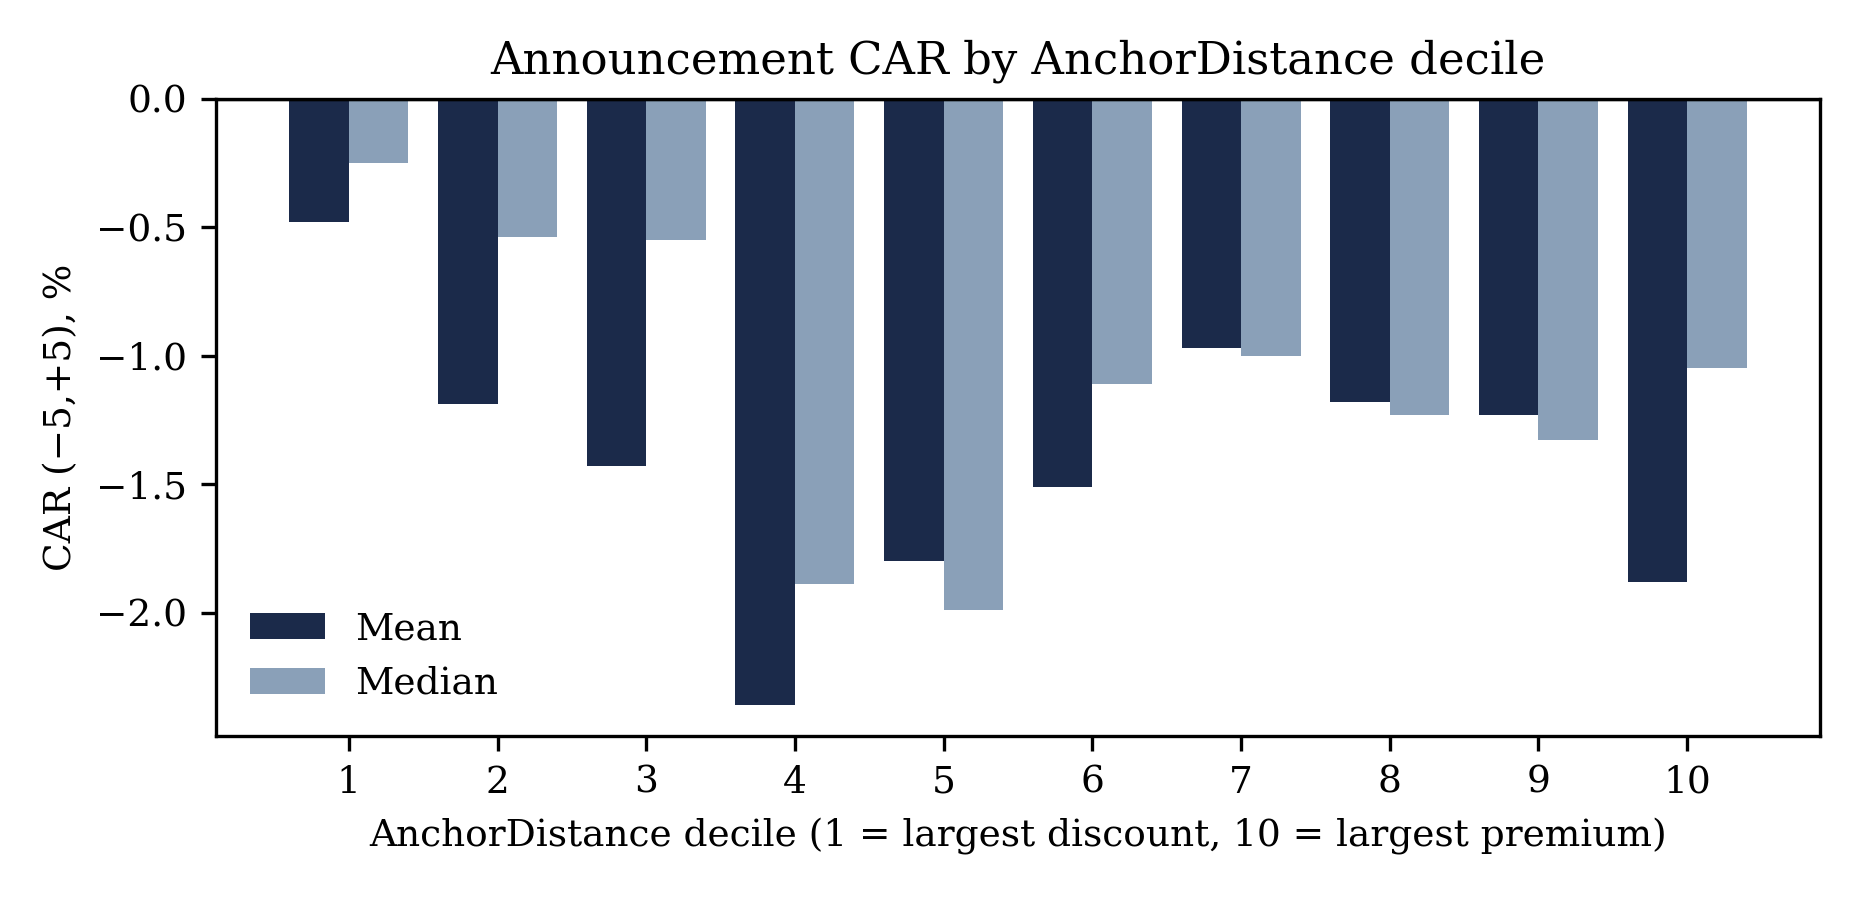 Announcement CAR by AnchorDistance decile
0.0
−0.5
−1.0
−1.5
−2.0
CAR (−5,+5), %
Mean
Median
1 2 3 4 5 6 7 8 9 10
AnchorDistance decile (1 = largest discount, 10 = largest premium)